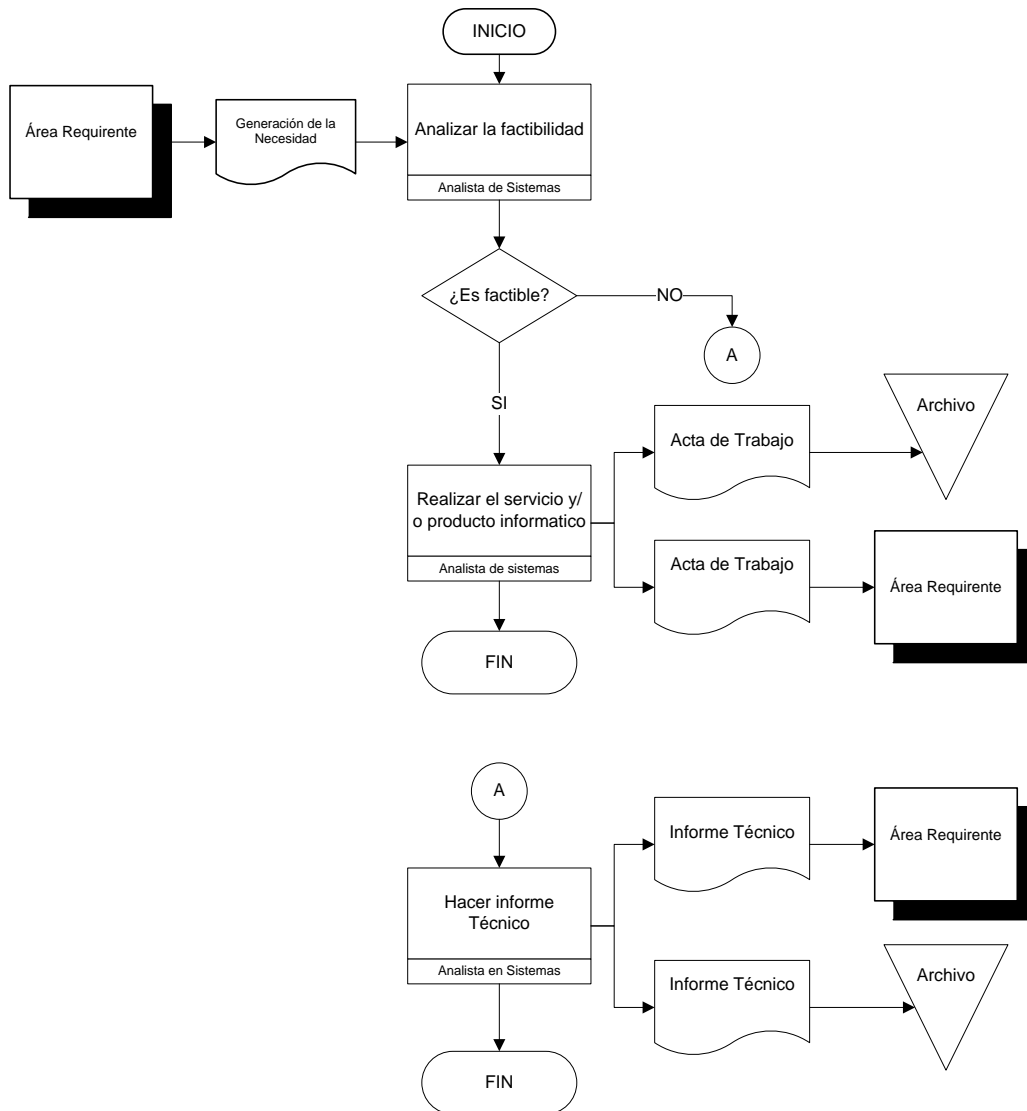 INICIO
Área Requirente
Generación de la
Necesidad
Analizar la factibilidad
Analista de Sistemas
¿Es factible?
NO
A
SI
Acta de Trabajo
Archivo
Realizar el servicio y/
o producto informatico
Analista de sistemas
Acta de Trabajo
Área Requirente
FIN
A
Informe Técnico
Área Requirente
Hacer informe
Técnico
Analista en Sistemas
Informe Técnico
Archivo
FIN